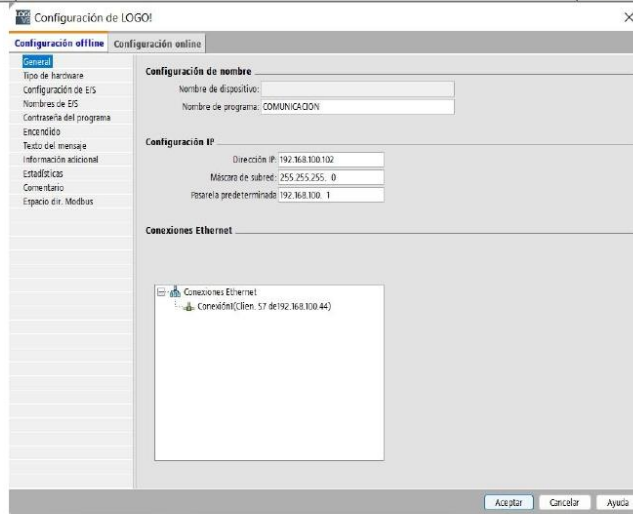 Configuración de LOGO!
Configuración offline Configuración online
General
Tipo de hardware
Configuración de E/S
Nombres de E/S
Contraseña del programa
Encendido
Texto del mensaje
Información adicional
Estadísticas
Comentario
Espacio dir. Modbus
Configuración de nombre
Nombre de dispositivo:
Nombre de programa: COMUNICACION
Configuración IP
Dirección IP: 192.168.100.102
Máscara de subred: 255.255.255. 0
Pasarela predeterminada 192.168.100. 1
Conexiones Ethernet
Conexiones Ethernet
Conexión1(Clien. S7 de192.168.100.44)
Aceptar Cancelar Ayuda